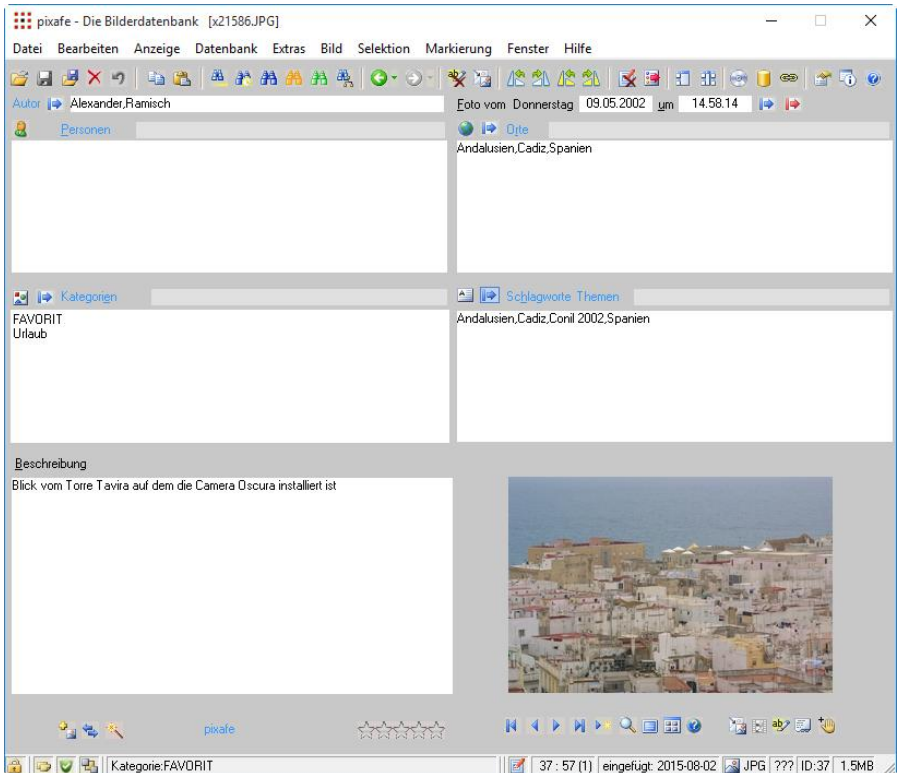 pixafe - Die Bilderdatenbank [x21586.JPG]
Datei Bearbeiten Anzeige Datenbank Extras Bild Selektion Markierung Fenster Hilfe
Autor Alexander,Ramisch
Foto vom Donnerstag 09.05.2002 um 14.58.14
Personen
Orte
Andalusien,Cadiz,Spanien
Kategorien
Schlagworte Themen
FAVORIT
Urlaub
Andalusien,Cadiz,Conil 2002,Spanien
Beschreibung
Blick vom Torre Tavira auf dem die Camera Oscura installiert ist
pixafe
Kategorie:FAVORIT
37 : 57 (1) eingefügt: 2015-08-02 JPG ??? ID:37 1.5MB